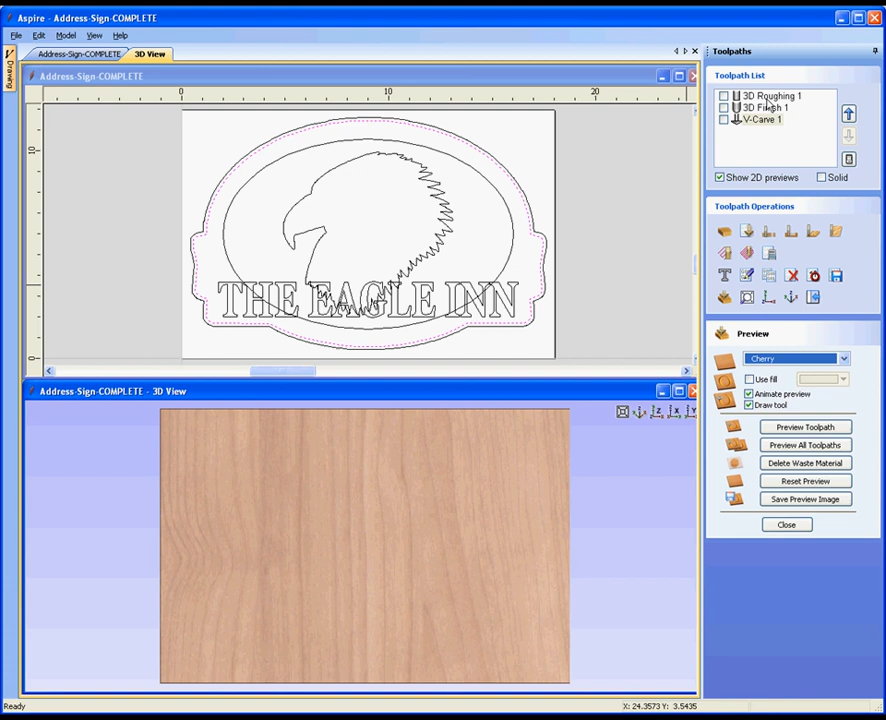 Aspire - Address-Sign-COMPLETE
File Edit Model View Help
Address-Sign-COMPLETE 3D View
Drawing
Address-Sign-COMPLETE
0 10 20
10
0
THE EAGLE INN
Address-Sign-COMPLETE - 3D View
Z X Y
Toolpaths
Toolpath List
3D Roughing 1
3D Finish 1
V-Carve 1
Show 2D previews Solid
Toolpath Operations
Preview
Cherry
Use fill
Animate preview
Draw tool
Preview Toolpath
Preview All Toolpaths
Delete Waste Material
Reset Preview
Save Preview Image
Close
Ready X: 24.3573 Y: 3.5435